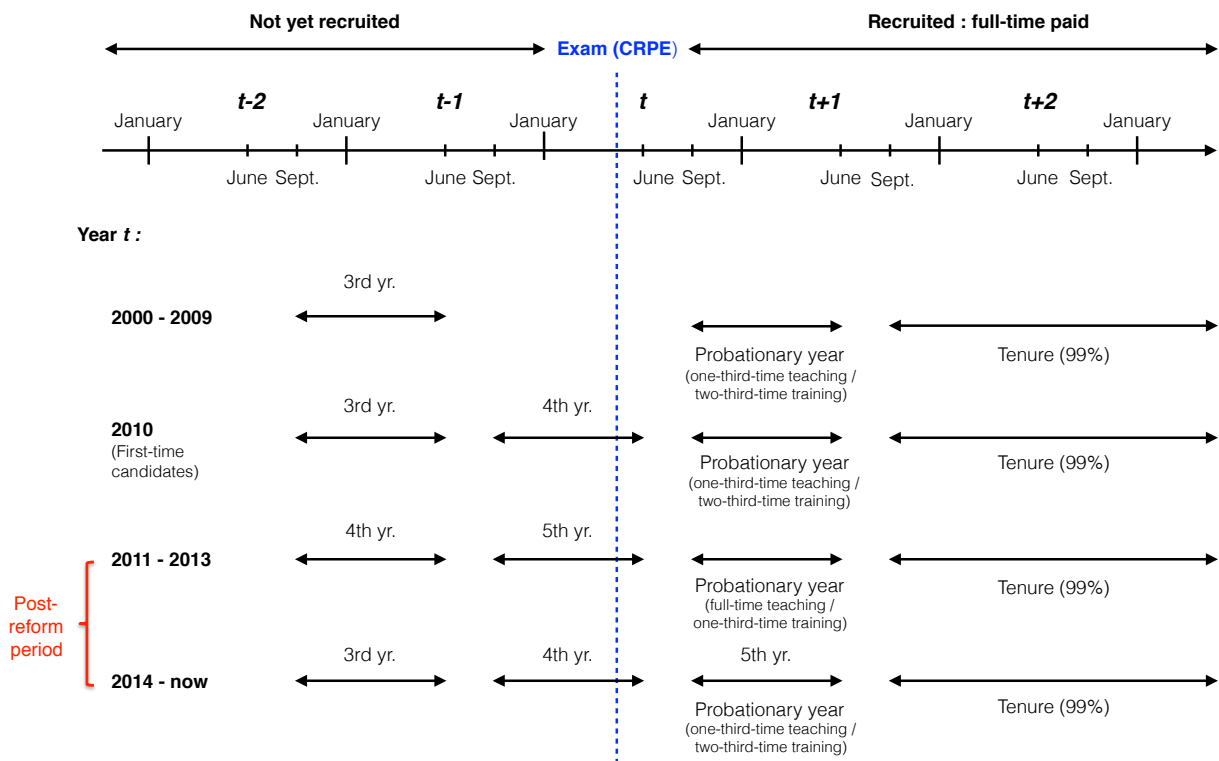 Not yet recruited
Recruited : full-time paid
Exam (CRPE)
t-2
t-1
t
t+1
t+2
January
January
January
January
January
January
June Sept.
June Sept.
June Sept.
June Sept.
June Sept.
Year t :
3rd yr.
2000 - 2009
Probationary year
(one-third-time teaching /
two-third-time training)
Tenure (99%)
3rd yr.
4th yr.
2010
(First-time
candidates)
Probationary year
(one-third-time teaching /
two-third-time training)
Tenure (99%)
4th yr.
5th yr.
2011 - 2013
Probationary year
(full-time teaching /
one-third-time training)
Tenure (99%)
Post-
reform
period
3rd yr.
4th yr.
5th yr.
2014 - now
Probationary year
(one-third-time teaching /
two-third-time training)
Tenure (99%)